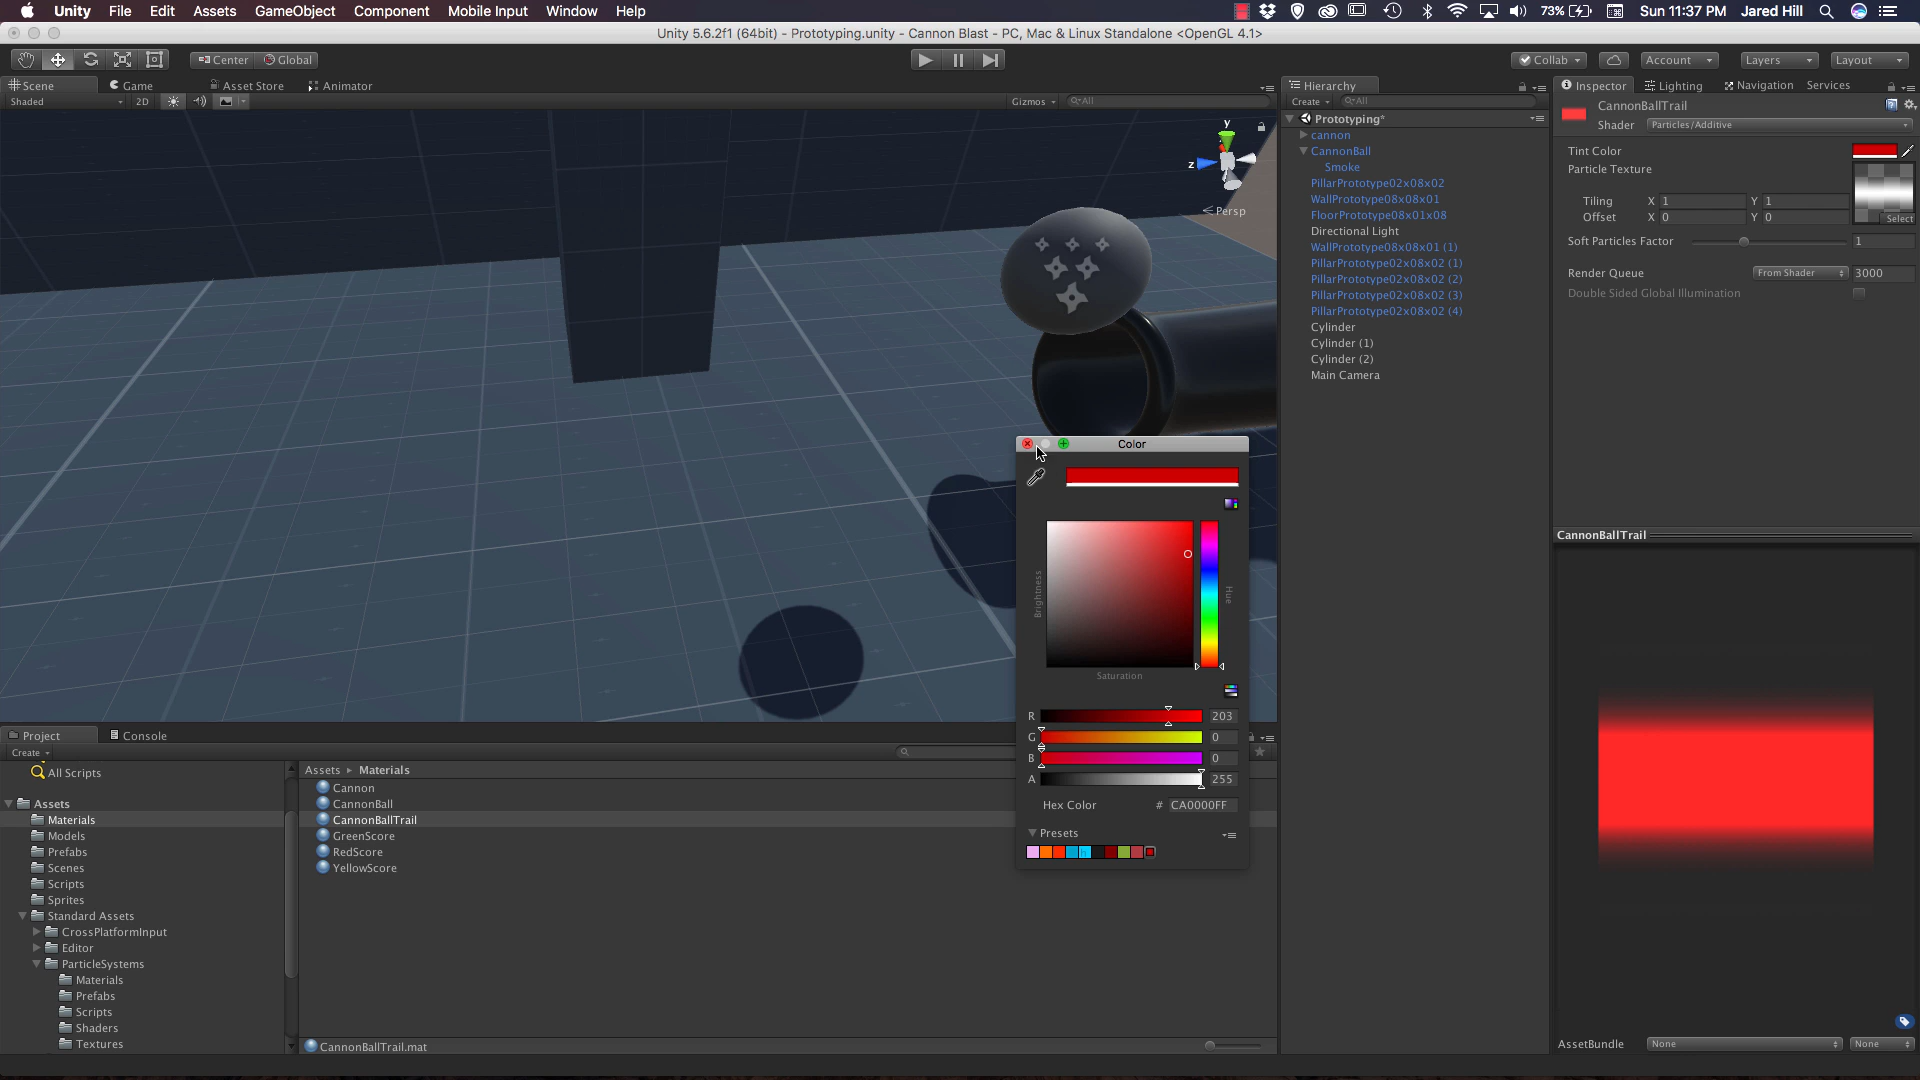 Unity File Edit Assets GameObject Component Mobile Input Window Help 73% Sun 11:37 PM Jared Hill
Unity 5.6.2f1 (64bit) - Prototyping.unity - Cannon Blast - PC, Mac & Linux Standalone <OpenGL 4.1>
Center Global Collab Account Layers Layout
Scene Game Asset Store Animator
Shaded 2D Gizmos All
y
z
Persp
Hierarchy
Create All
Prototyping*
cannon
CannonBall
Smoke
PillarPrototype02x08x02
WallPrototype08x08x01
FloorPrototype08x01x08
Directional Light
WallPrototype08x08x01 (1)
PillarPrototype02x08x02 (1)
PillarPrototype02x08x02 (2)
PillarPrototype02x08x02 (3)
PillarPrototype02x08x02 (4)
Cylinder
Cylinder (1)
Cylinder (2)
Main Camera
Inspector Lighting Navigation Services
CannonBallTrail
Shader Particles/Additive
Tint Color
Particle Texture
Tiling X 1 Y 1
Offset X 0 Y 0
Select
Soft Particles Factor 1
Render Queue From Shader 3000
Double Sided Global Illumination
CannonBallTrail
AssetBundle None None
Color
Brightness
Hue
Saturation
R 203
G 0
B 0
A 255
Hex Color # CA0000FF
Presets
Project Console
Create
All Scripts
Assets
Materials
Models
Prefabs
Scenes
Scripts
Sprites
Standard Assets
CrossPlatformInput
Editor
ParticleSystems
Materials
Prefabs
Scripts
Shaders
Textures
Assets Materials
Cannon
CannonBall
CannonBallTrail
GreenScore
RedScore
YellowScore
CannonBallTrail.mat